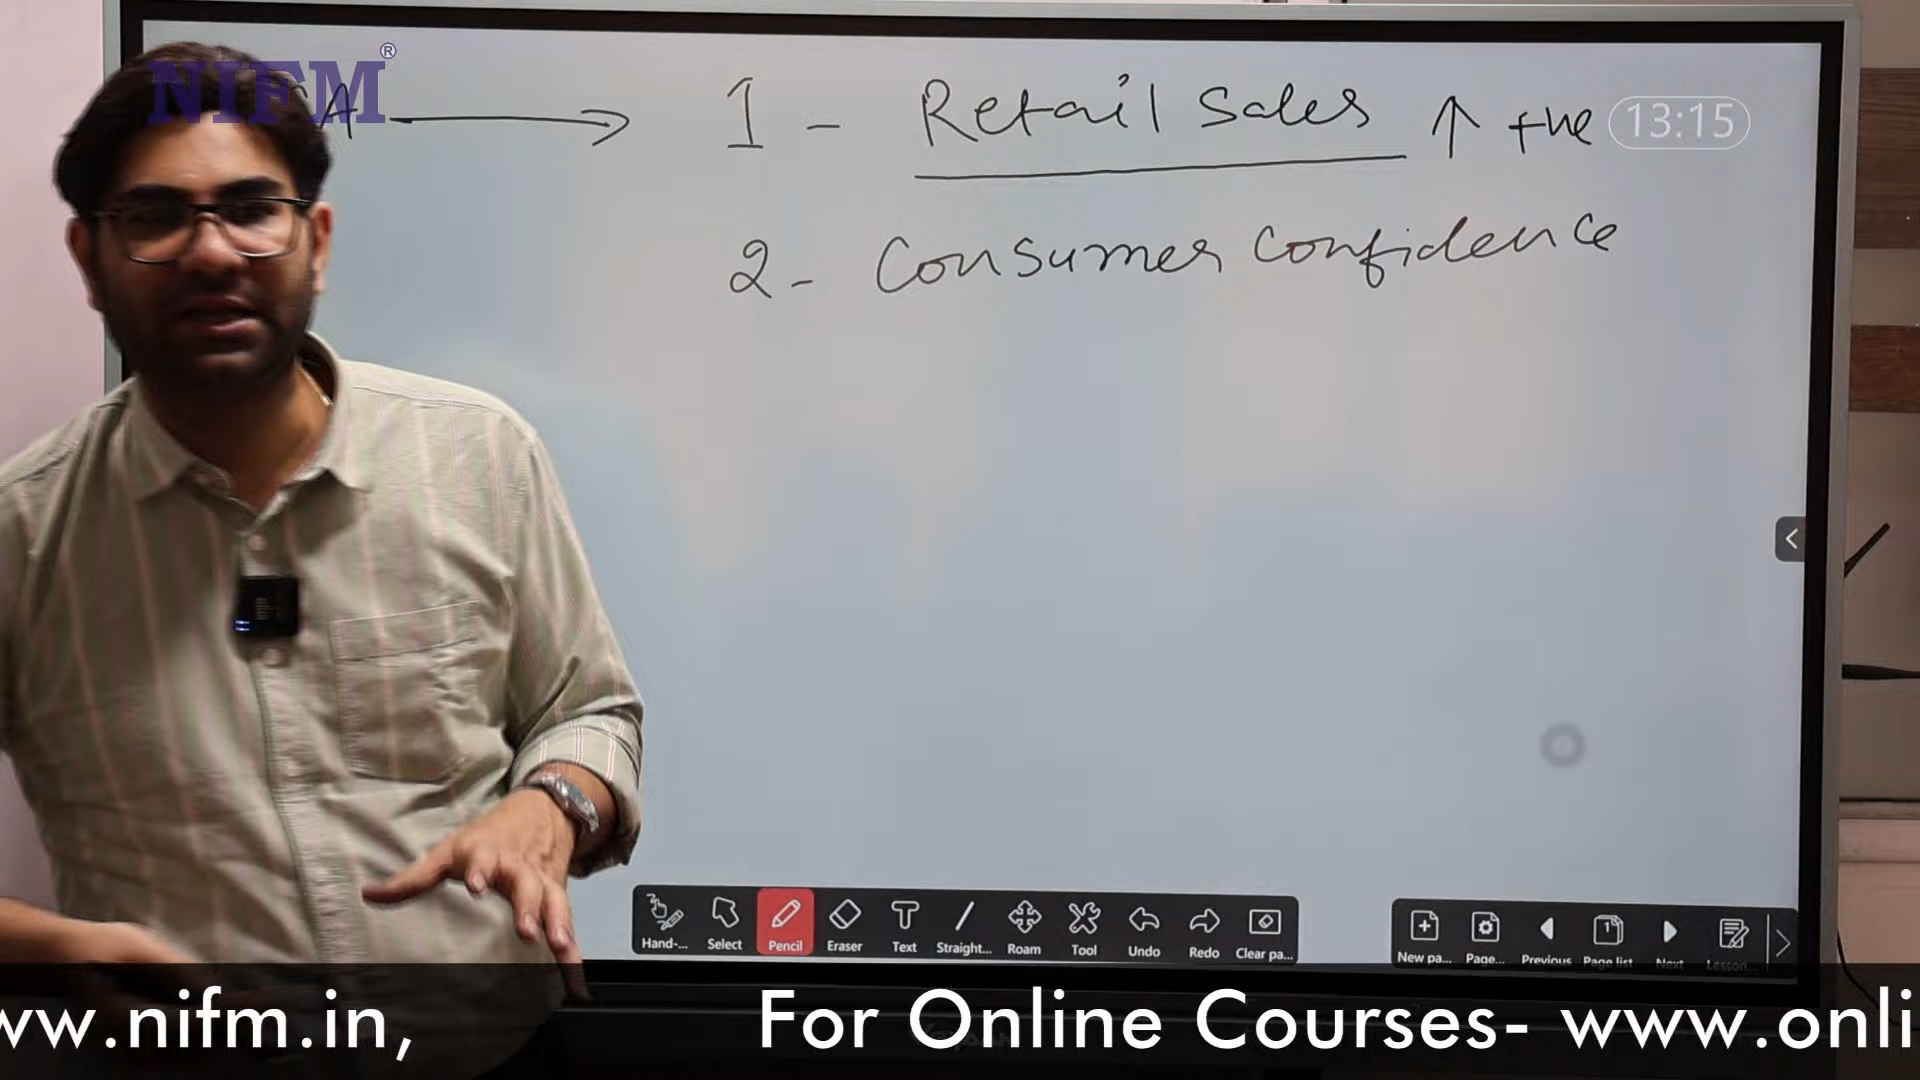 NIFM®
A → 1 - Retail Sales ↑ +ve 13:15
2 - Consumer Confidence
Hand-... Select Pencil Eraser Text Straight... Roam Tool Undo Redo Clear pa...
New pa... Page... Previous Page list Next Lesson...
ww.nifm.in, For Online Courses- www.onli